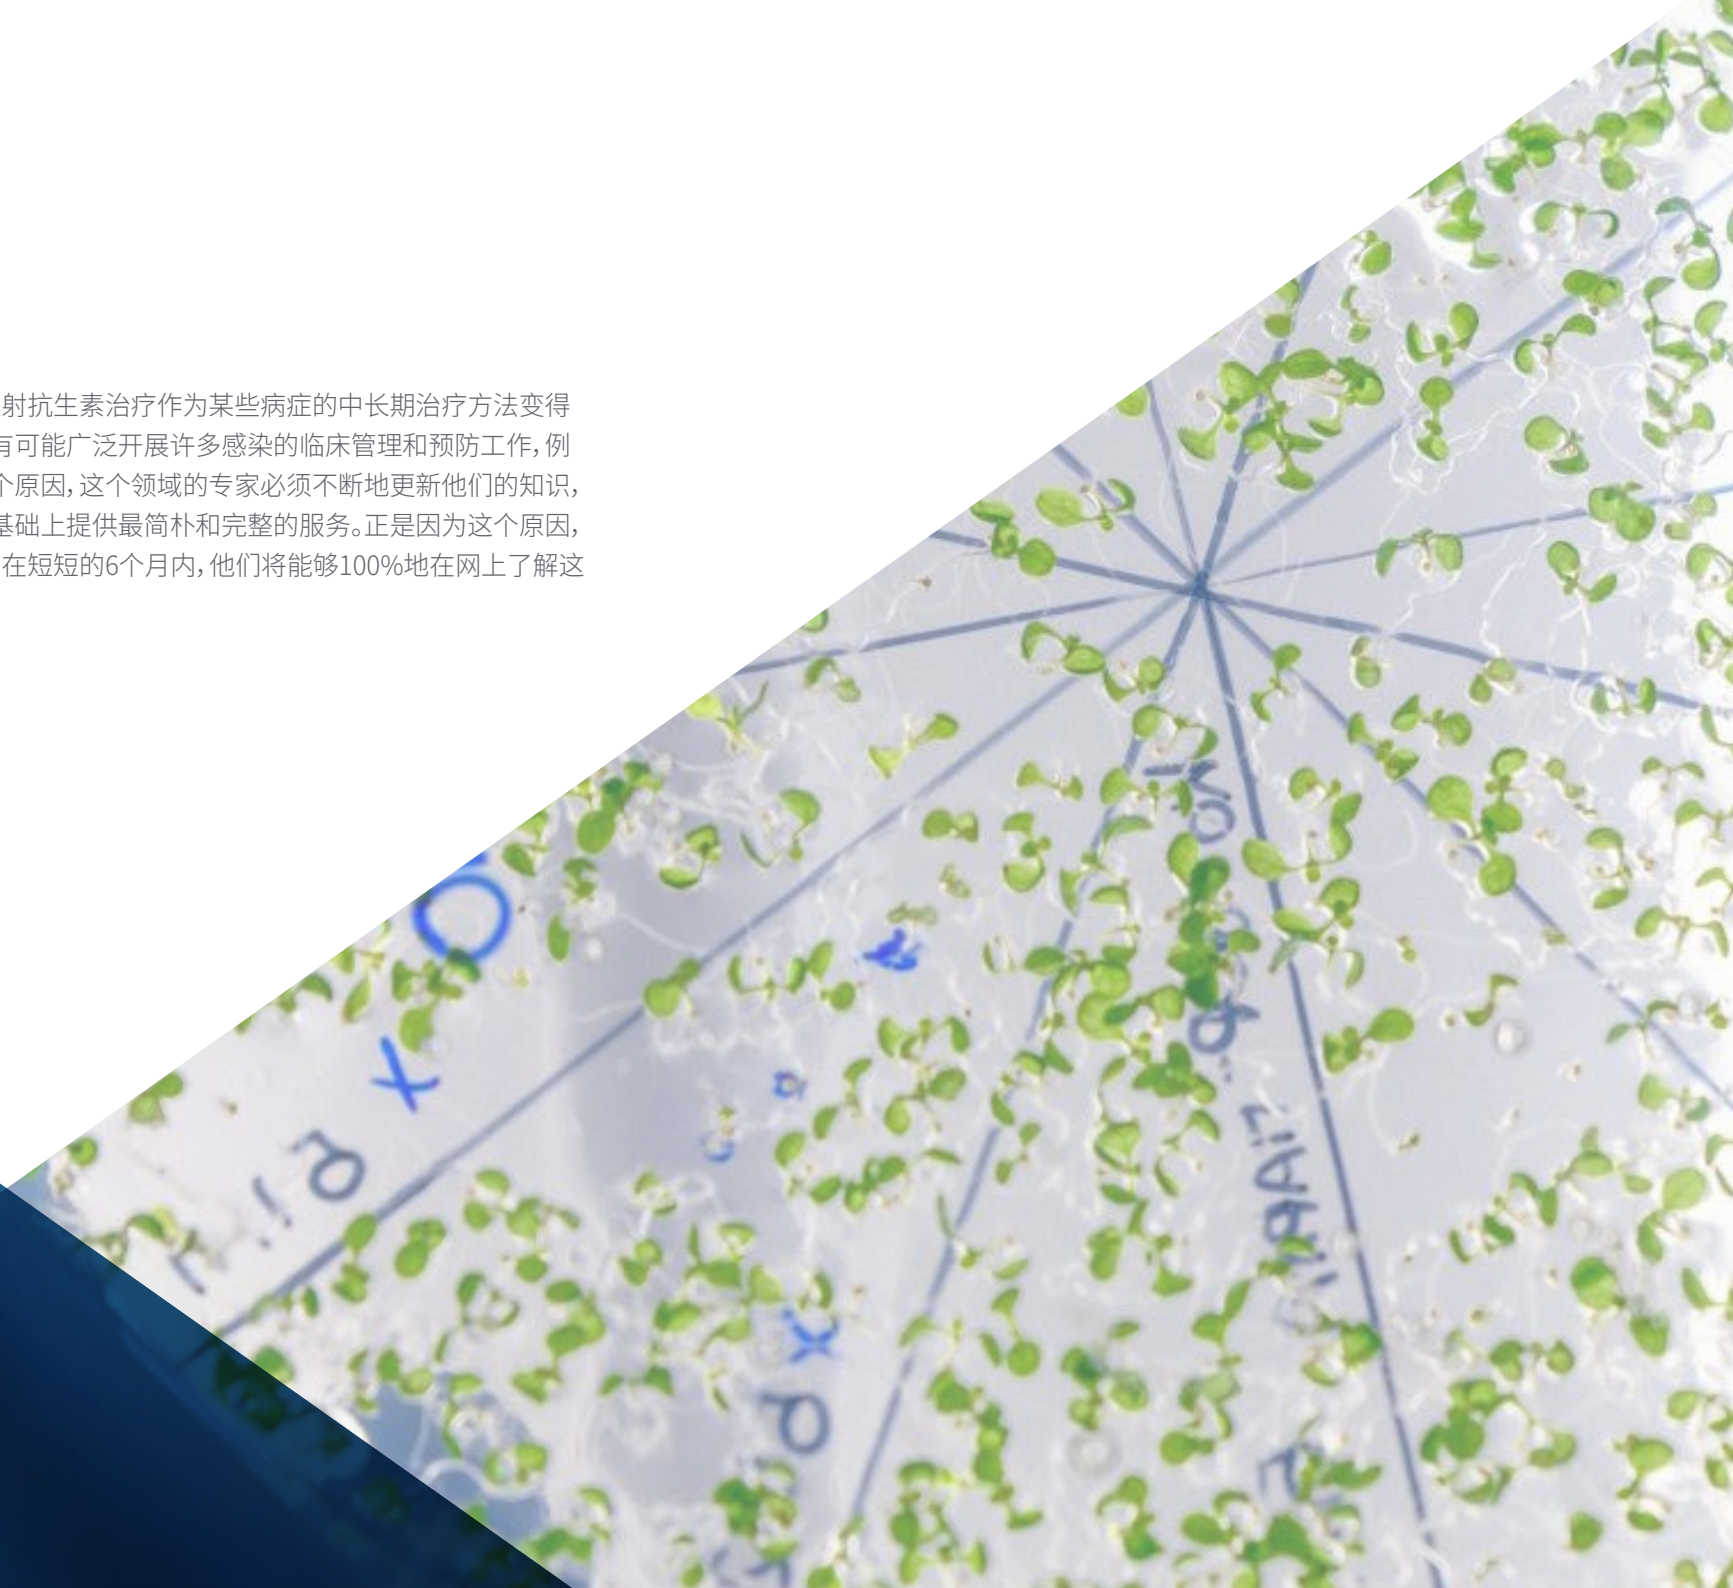 射抗生素治疗作为某些病症的中长期治疗方法变得
有可能广泛开展许多感染的临床管理和预防工作，例
个原因，这个领域的专家必须不断地更新他们的知识，
基础上提供最简朴和完整的服务。正是因为这个原因，
在短短的6个月内，他们将能够100%地在网上了解这